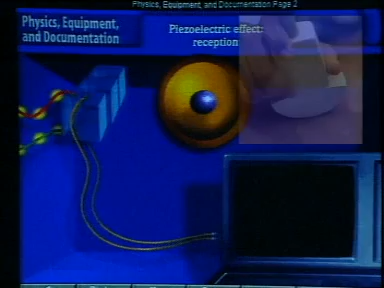 Physics, Equipment, and Documentation Page 2
Physics, Equipment,
and Documentation
Piezoelectric effect:
reception